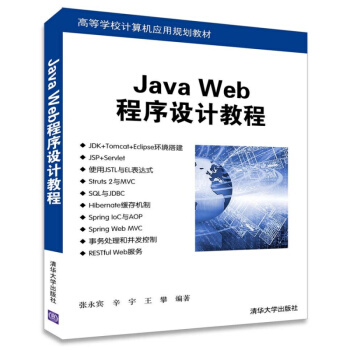 高等学校计算机应用规划教材
Java Web
程序设计教程
JDK+Tomcat+Eclipse环境搭建
JSP+Servlet
使用JSTL与EL表达式
Struts 2与MVC
SQL与JDBC
Hibernate缓存机制
Spring IoC与AOP
Spring Web MVC
事务处理和并发控制
RESTful Web服务
张永宾 辛宇 王攀 编著
清华大学出版社
Java Web程序设计教程
清华大学出版社